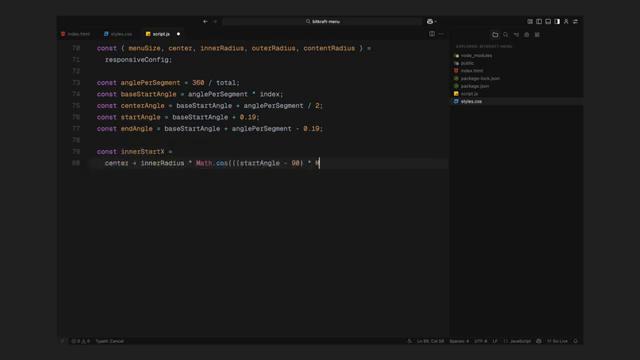 bitkraft-menu
index.html
styles.css
script.js
EXPLORER: BITKRAFT-MENU
node_modules
public
index.html
package-lock.json
package.json
script.js
styles.css
70 const { menuSize, center, innerRadius, outerRadius, contentRadius } =
71 responsiveConfig;
72
73 const anglePerSegment = 360 / total;
74 const baseStartAngle = anglePerSegment * index;
75 const centerAngle = baseStartAngle + anglePerSegment / 2;
76 const startAngle = baseStartAngle + 0.19;
77 const endAngle = baseStartAngle + anglePerSegment - 0.19;
78
79 const innerStartX =
80 center + innerRadius * Math.cos(((startAngle - 90) * M
Ln 80, Col 58
Spaces: 4
UTF-8
LF
JavaScript
Go Live